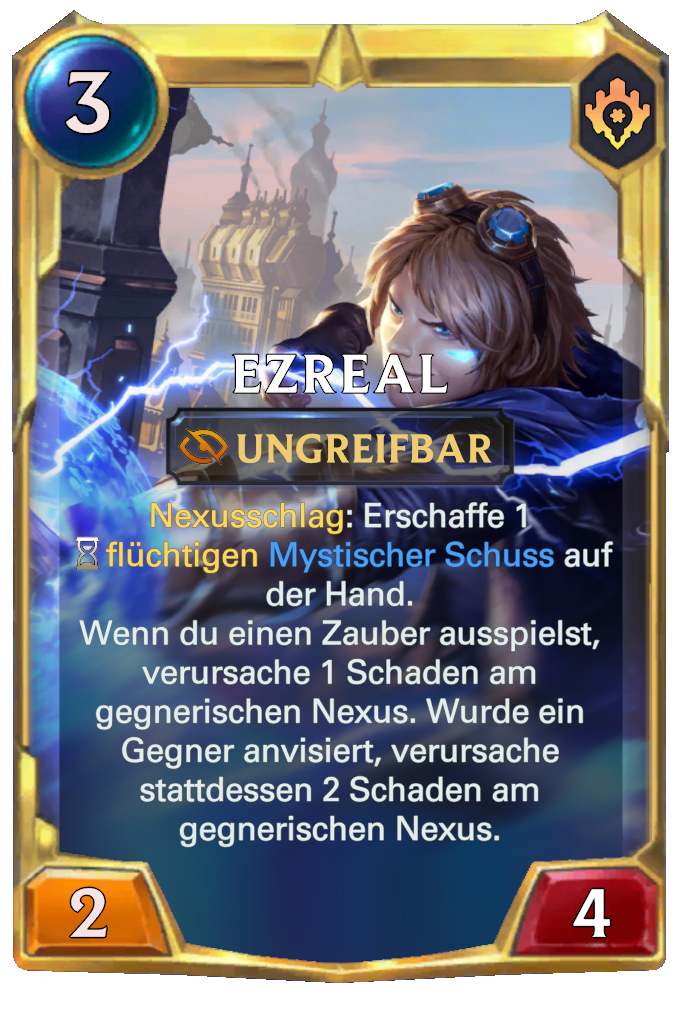 3
EZREAL
UNGREIFBAR
Nexusschlag: Erschaffe 1
flüchtigen Mystischer Schuss auf
der Hand.
Wenn du einen Zauber ausspielst,
verursache 1 Schaden am
gegnerischen Nexus. Wurde ein
Gegner anvisiert, verursache
stattdessen 2 Schaden am
gegnerischen Nexus.
2
4